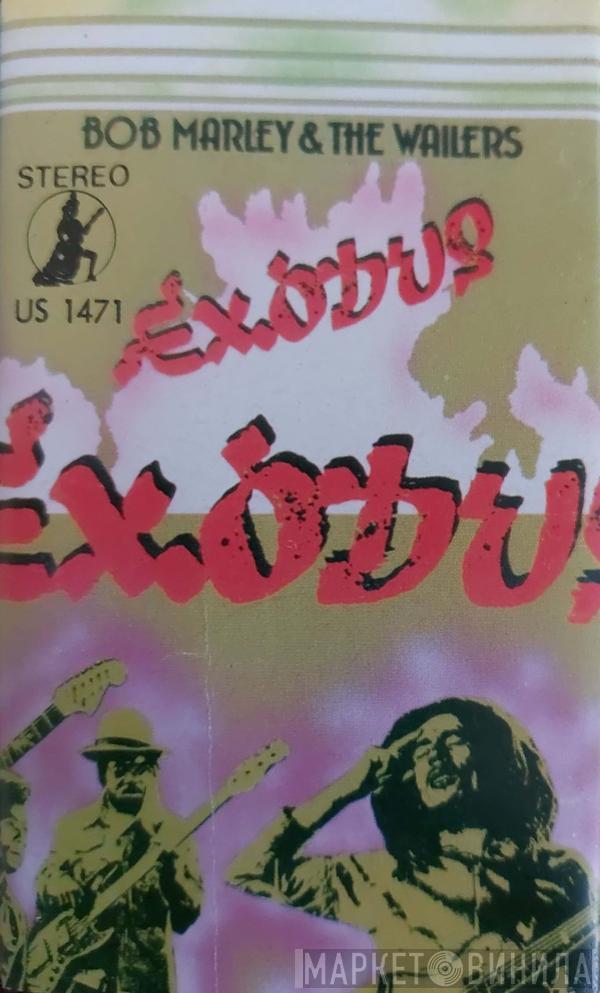 BOB MARLEY & THE WAILERS
STEREO
US 1471
EXODUS
EXODUS
МАРКЕТ ВИНИЛА